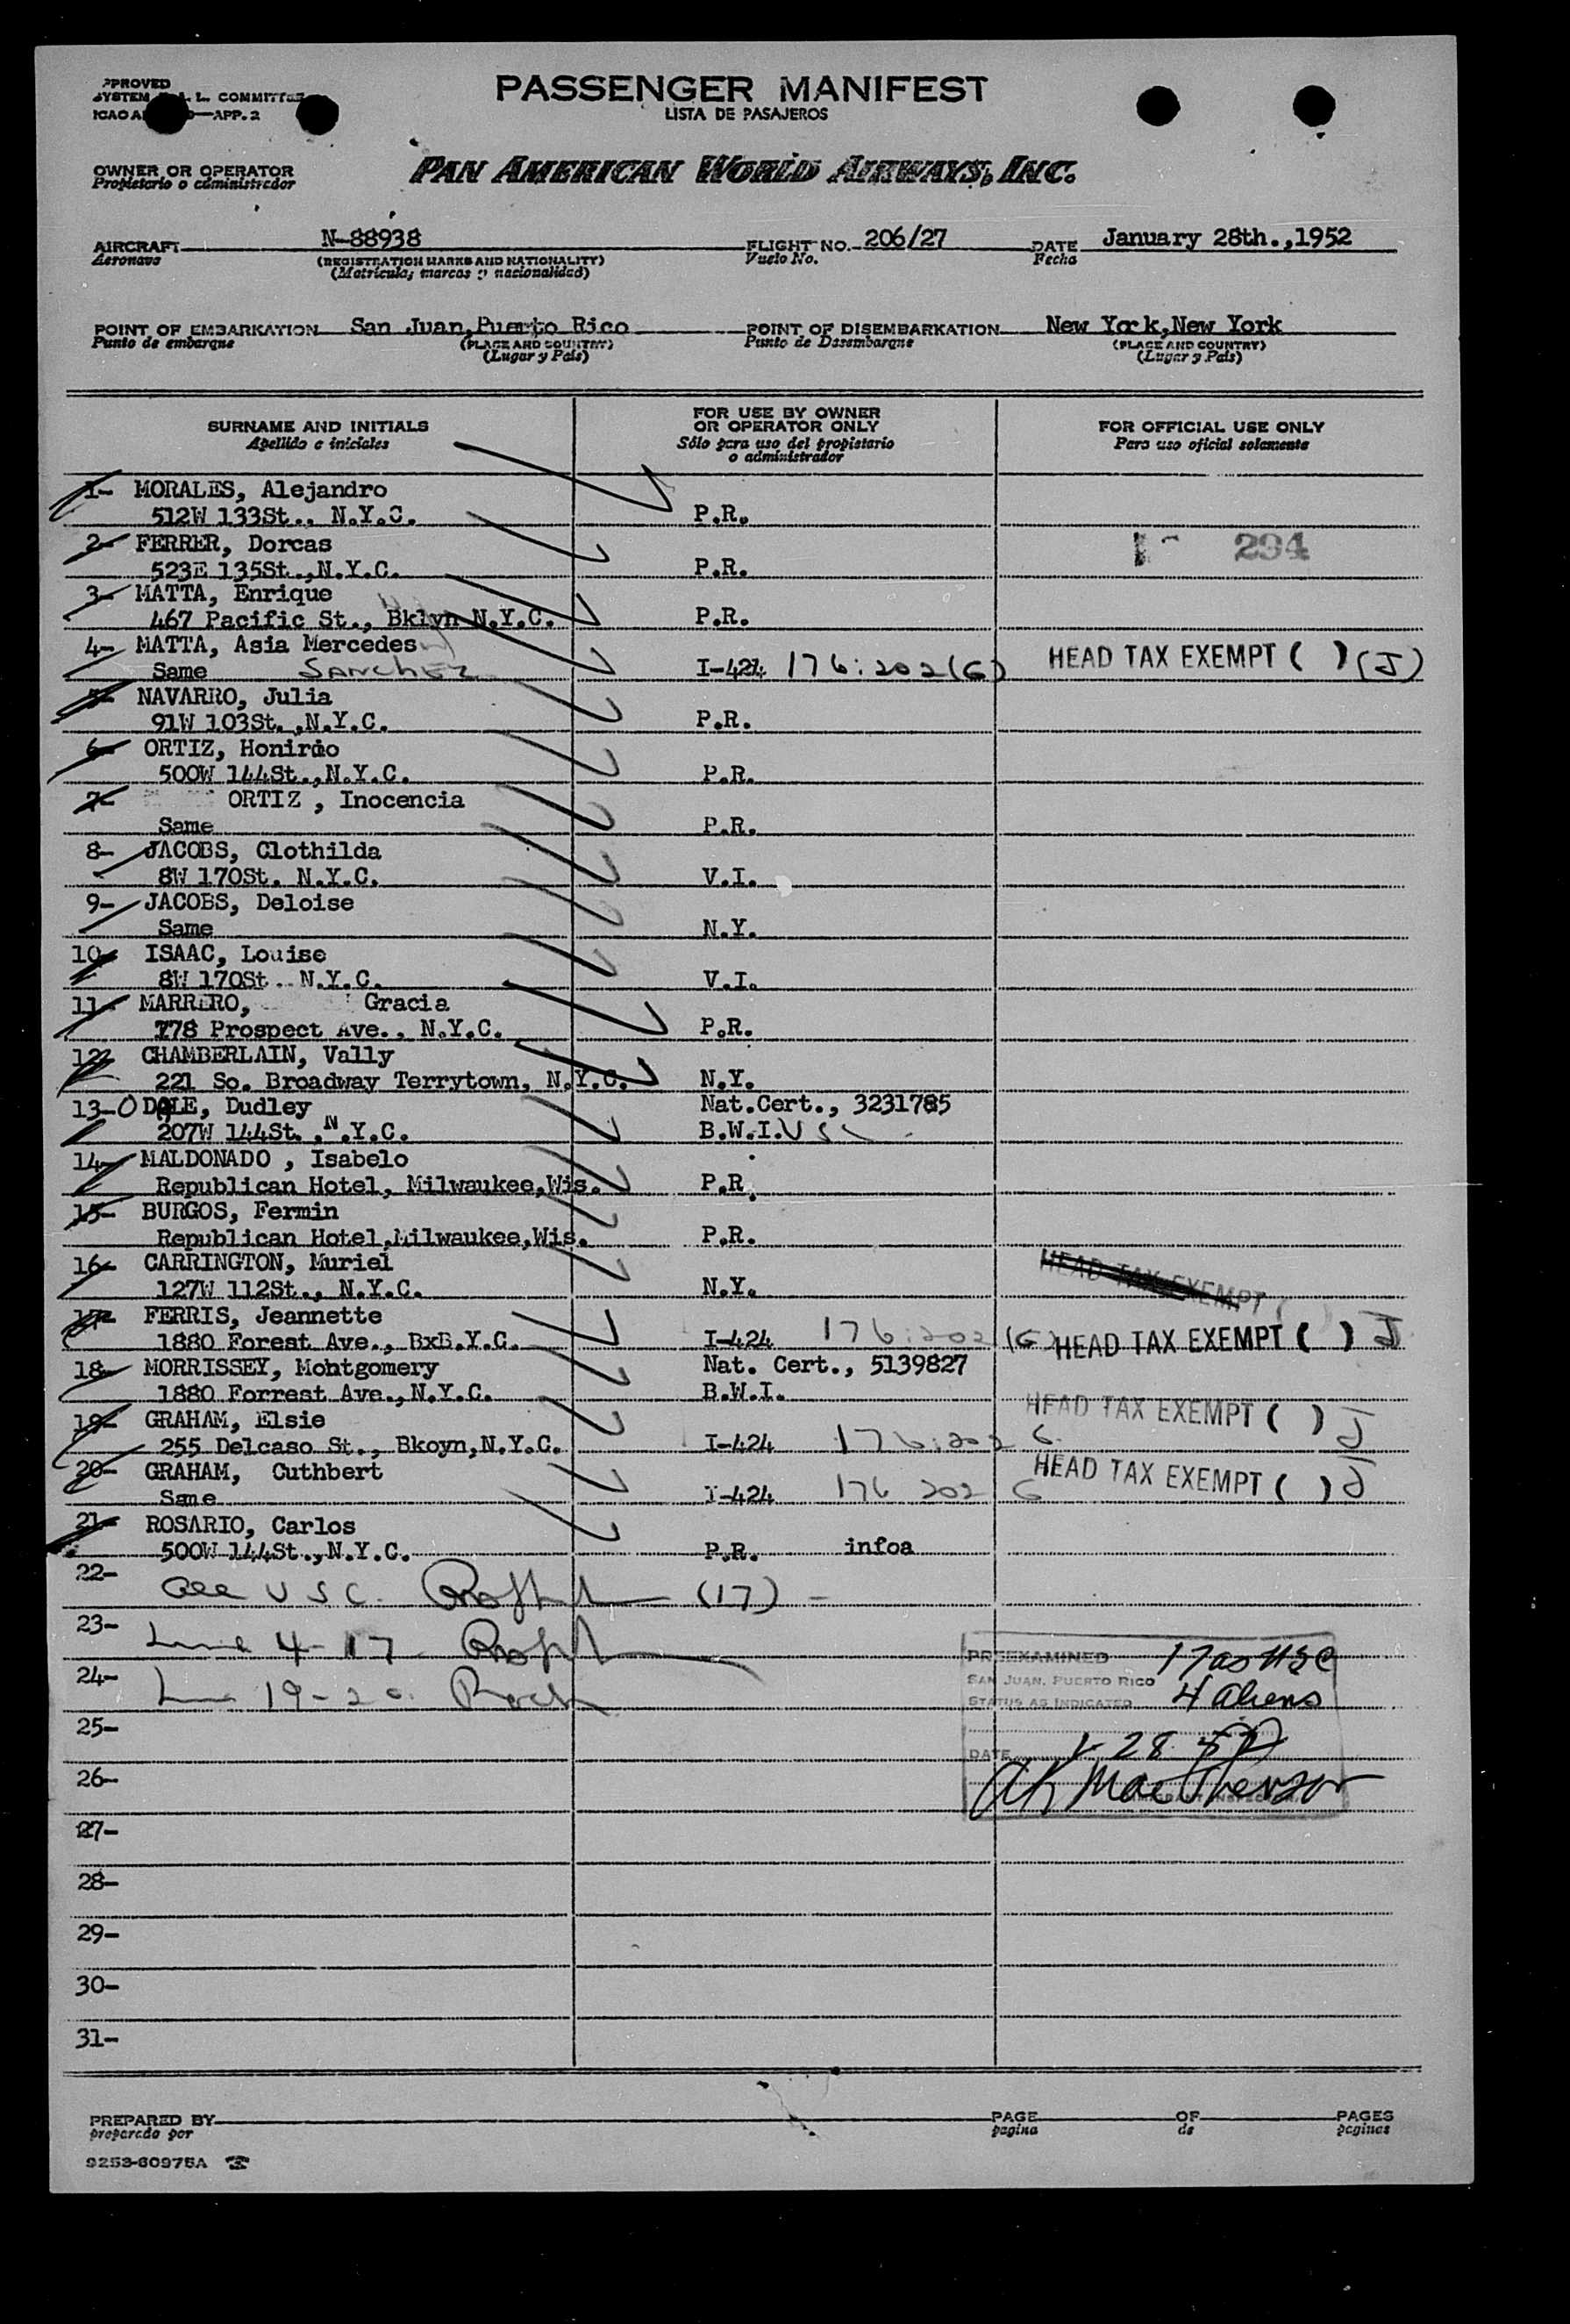 PPROVED
SYSTEM L. COMMITTEE
ICAO A —APP. 2
PASSENGER MANIFEST
LISTA DE PASAJEROS
OWNER OR OPERATOR
Propietario o administrador
PAN AMERICAN WORLD AIRWAYS, INC.
AIRCRAFT N-88938 FLIGHT NO. 206/27 DATE January 28th.,1952
Aeronave (REGISTRATION MARKS AND NATIONALITY) Vuelo No. Fecha
(Matricula; marcas y nacionalidad)
POINT OF EMBARKATION San Juan,Puerto Rico POINT OF DISEMBARKATION New York,New York
Punto de embarque (PLACE AND COUNTRY) Punto de Desembarque (PLACE AND COUNTRY)
(Lugar y País) (Lugar y País)
SURNAME AND INITIALS FOR USE BY OWNER OR OPERATOR ONLY FOR OFFICIAL USE ONLY
Apellido e iniciales Sólo para uso del propietario o administrador Para uso oficial solamente
1- MORALES, Alejandro
512W 133St., N.Y.C. P.R.
2- FERRER, Dorcas 294
523E 135St.,N.Y.C. P.R.
3- MATTA, Enrique
467 Pacific St., Bklyn N.Y.C. P.R.
4- MATTA, Asia Mercedes
Same SANCHEZ I-424 176:202(G) HEAD TAX EXEMPT ( ) (J)
5- NAVARRO, Julia
91W 103St.,N.Y.C. P.R.
6- ORTIZ, Honirdo
500W 144St.,N.Y.C. P.R.
7- ORTIZ , Inocencia
Same P.R.
8- JACOBS, Clothilda
8W 170St. N.Y.C. V.I.
9- JACOBS, Deloise
Same N.Y.
10- ISAAC, Louise
8W 170St. N.Y.C. V.I.
11- MARRERO, Gracia
778 Prospect Ave., N.Y.C. P.R.
12- CHAMBERLAIN, Vally
221 So. Broadway Terrytown, N.Y.C. N.Y.
13- DALE, Dudley Nat.Cert., 3231785
207W 144St.,N.Y.C. B.W.I. USC
14- MALDONADO , Isabelo
Republican Hotel, Milwaukee,Wis. P.R.
15- BURGOS, Fermin
Republican Hotel,Milwaukee,Wis. P.R.
16- CARRINGTON, Muriel HEAD TAX EXEMPT ( )
127W 112St., N.Y.C. N.Y.
17- FERRIS, Jeannette
1880 Forest Ave., BxB.Y.C. I-424 176:202 (G) HEAD TAX EXEMPT ( ) J
18- MORRISSEY, Mohtgomery Nat. Cert., 5139827
1880 Forrest Ave.,N.Y.C. B.W.I.
19- GRAHAM, Elsie HEAD TAX EXEMPT ( ) J
255 Delcaso St., Bkoyn,N.Y.C. I-424 176:202 G
20- GRAHAM, Cuthbert HEAD TAX EXEMPT ( ) J
Same I-424 176 202 G
21- ROSARIO, Carlos
500W 144St.,N.Y.C. P.R. infoa
22- all USC. (17) -
23- Line 4-17
24- 19-20.
PREEXAMINED 17 as USC
SAN JUAN, PUERTO RICO
STATUS AS INDICATED 4 aliens
25-
DATE 1-28-52
26-
27-
28-
29-
30-
31-
PREPARED BY PAGE OF PAGES
preparado por pagina de paginas
9253-60975A